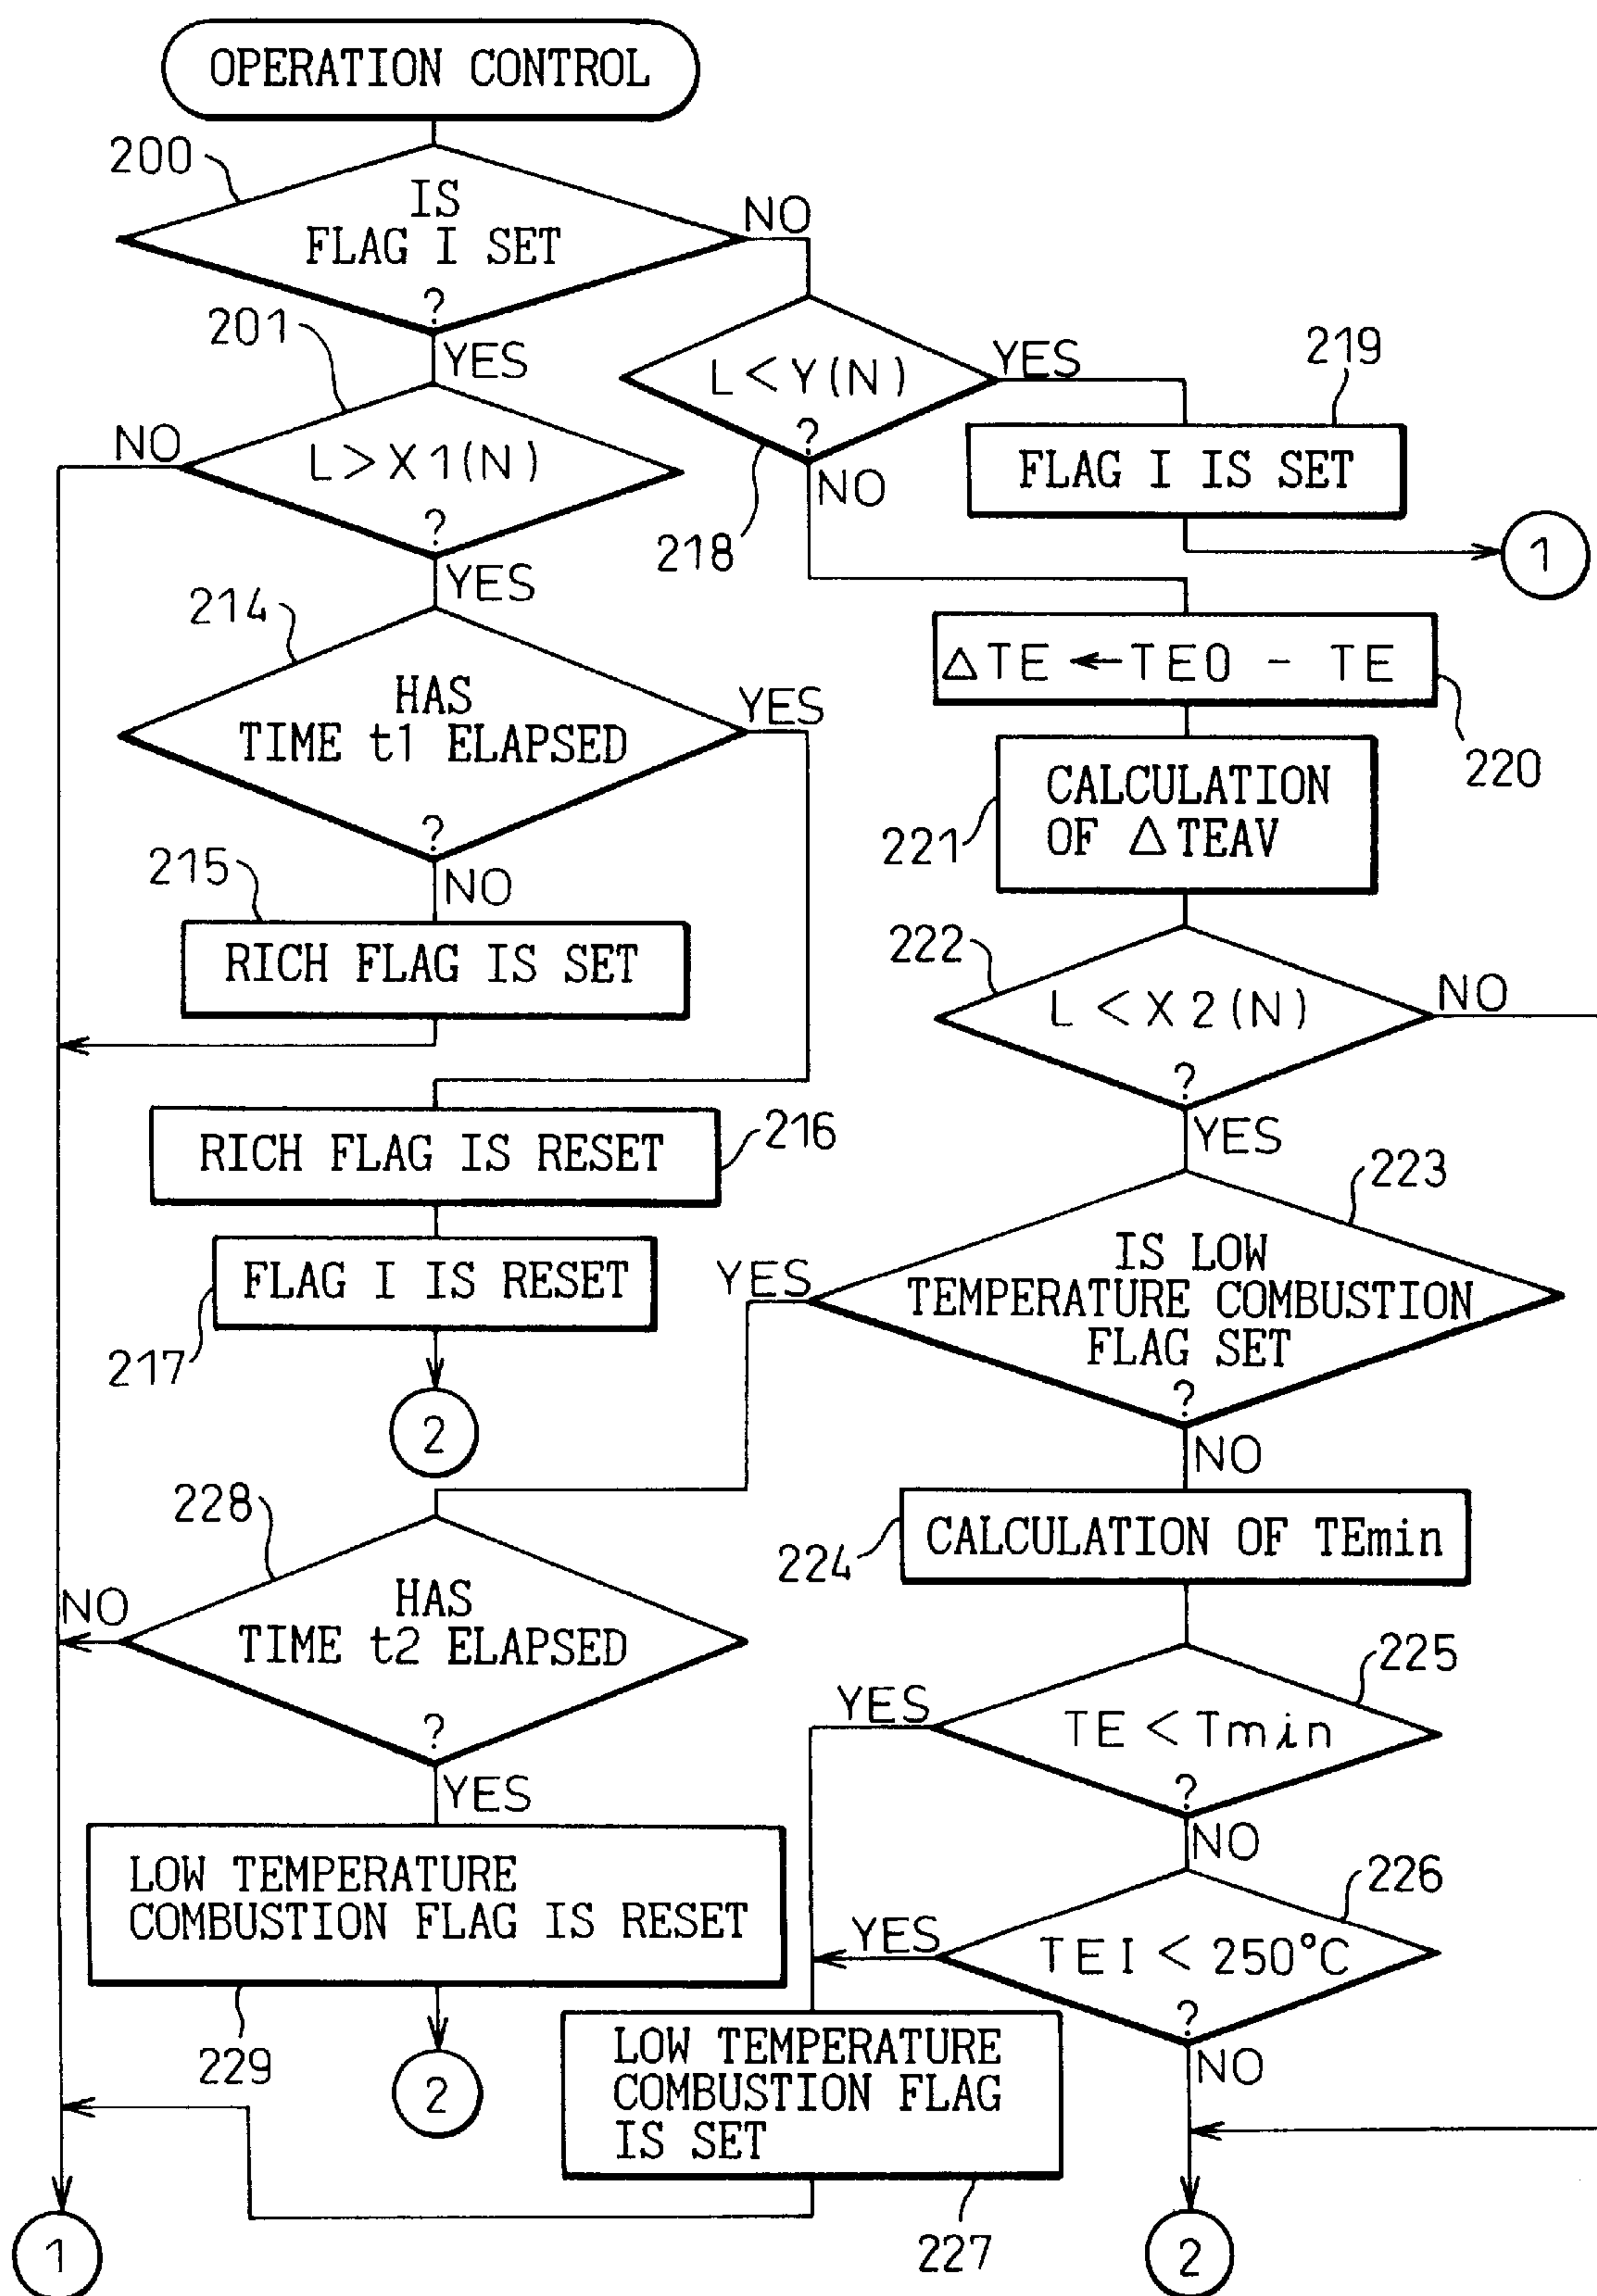 OPERATION CONTROL
200
IS
FLAG I SET
?
NO
YES
201
L>X1(N)
?
NO
YES
L<Y(N)
?
YES
NO
218
219
FLAG I IS SET
1
214
HAS
TIME t1 ELAPSED
?
YES
NO
215
RICH FLAG IS SET
△TE ←TE0 - TE
220
CALCULATION
OF △TEAV
221
222
L<X2(N)
?
NO
YES
RICH FLAG IS RESET
216
FLAG I IS RESET
217
2
223
IS LOW
TEMPERATURE COMBUSTION
FLAG SET
?
YES
NO
CALCULATION OF TEmin
224
228
HAS
TIME t2 ELAPSED
?
NO
YES
225
TE<Tmin
?
YES
NO
226
TEI<250°C
?
YES
NO
LOW TEMPERATURE
COMBUSTION FLAG IS RESET
229
2
LOW TEMPERATURE
COMBUSTION FLAG
IS SET
227
1
2